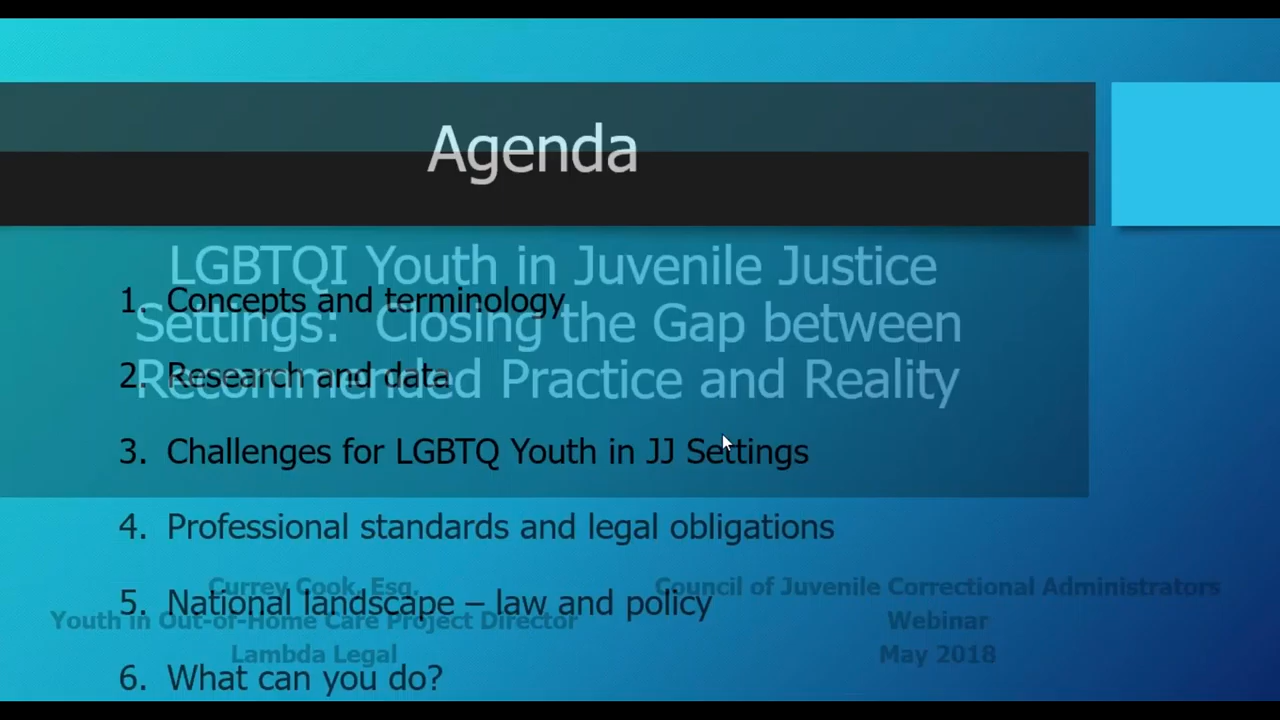 Agenda
LGBTQI Youth in Juvenile Justice
Settings: Closing the Gap between
Recommended Practice and Reality
1. Concepts and terminology
2. Research and data
3. Challenges for LGBTQ Youth in JJ Settings
4. Professional standards and legal obligations
5. National landscape – law and policy
6. What can you do?
Currey Cook, Esq.
Youth in Out-of-Home Care Project Director
Lambda Legal
Council of Juvenile Correctional Administrators
Webinar
May 2018